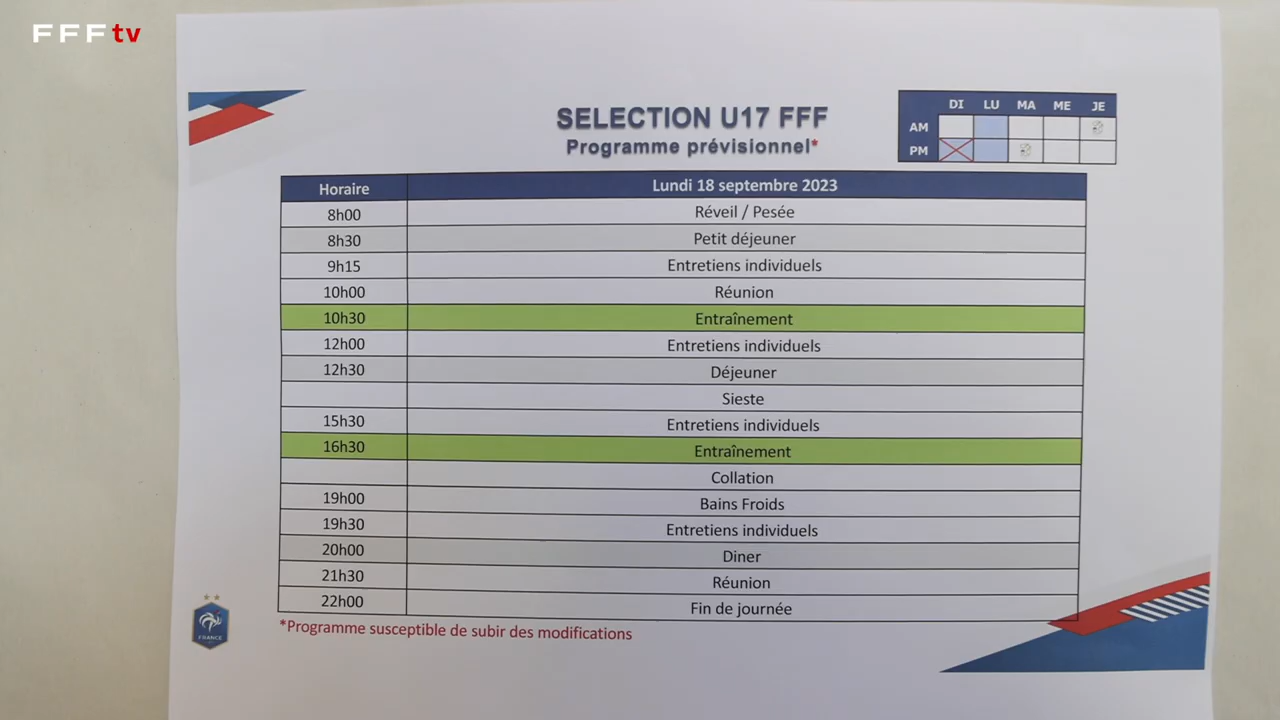 FFFtv
SELECTION U17 FFF
Programme prévisionnel*
DI LU MA ME JE
AM
PM
Horaire Lundi 18 septembre 2023
8h00 Réveil / Pesée
8h30 Petit déjeuner
9h15 Entretiens individuels
10h00 Réunion
10h30 Entraînement
12h00 Entretiens individuels
12h30 Déjeuner
Sieste
15h30 Entretiens individuels
16h30 Entraînement
Collation
19h00 Bains Froids
19h30 Entretiens individuels
20h00 Diner
21h30 Réunion
22h00 Fin de journée
*Programme susceptible de subir des modifications
FRANCE